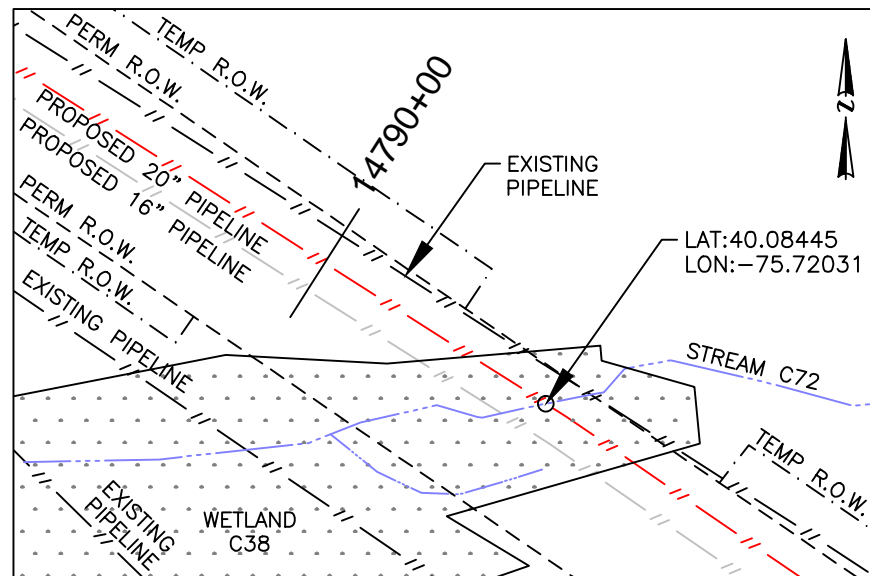 TEMP R.O.W.
PERM R.O.W.
14790+00
PROPOSED 20" PIPELINE
PROPOSED 16" PIPELINE
EXISTING
PIPELINE
N
PERM R.O.W.
TEMP R.O.W.
EXISTING PIPELINE
LAT:40.08445
LON:-75.72031
STREAM C72
TEMP R.O.W.
EXISTING
PIPELINE
WETLAND
C38